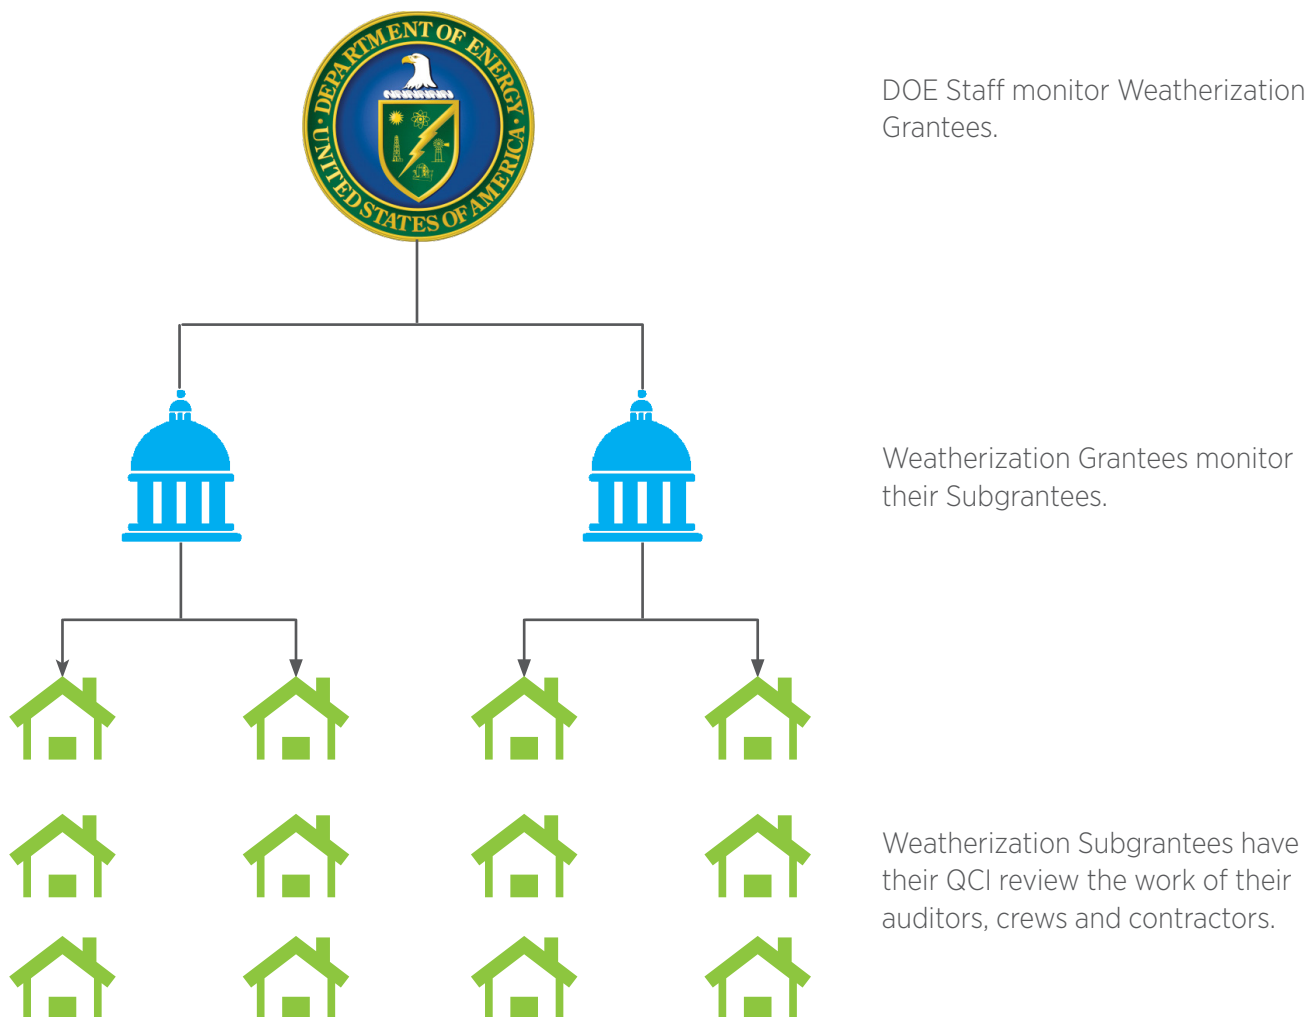 DEPARTMENT OF ENERGY
UNITED STATES OF AMERICA
DOE Staff monitor Weatherization
Grantees.
Weatherization Grantees monitor
their Subgrantees.
Weatherization Subgrantees have
their QCI review the work of their
auditors, crews and contractors.